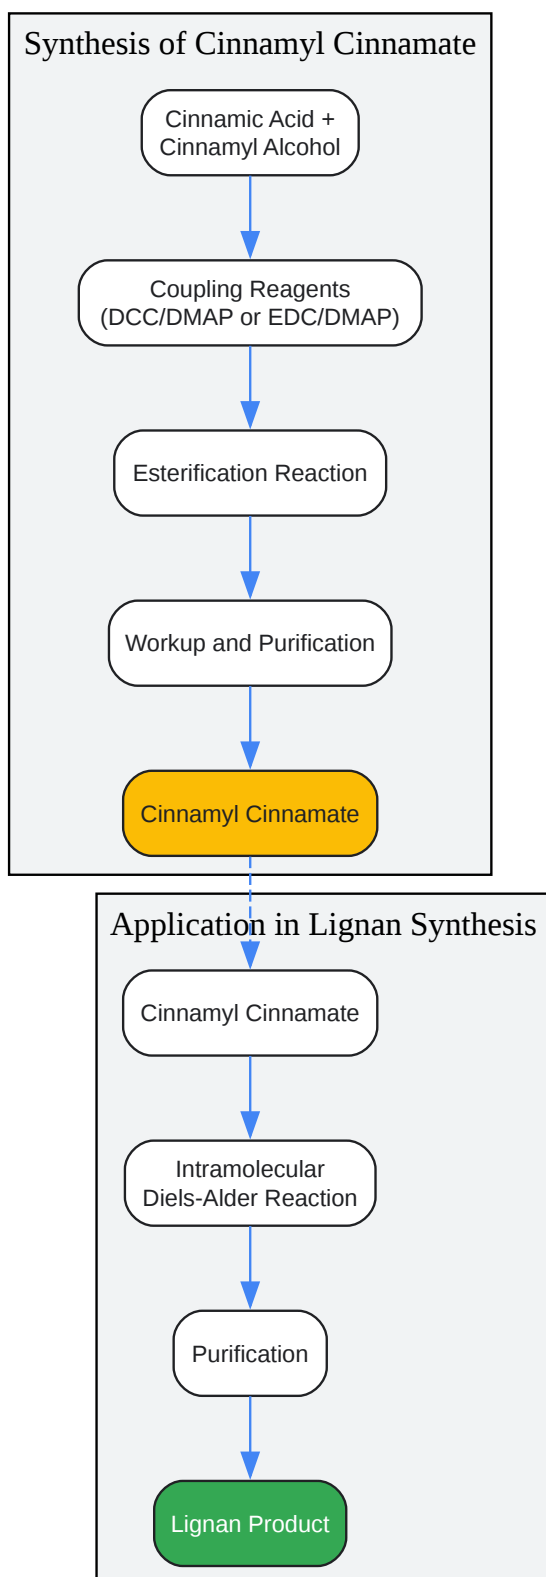 Synthesis of Cinnamyl Cinnamate
Cinnamic Acid +
Cinnamyl Alcohol
Coupling Reagents
(DCC/DMAP or EDC/DMAP)
Esterification Reaction
Workup and Purification
Cinnamyl Cinnamate
Application in Lignan Synthesis
Cinnamyl Cinnamate
Intramolecular
Diels-Alder Reaction
Purification
Lignan Product